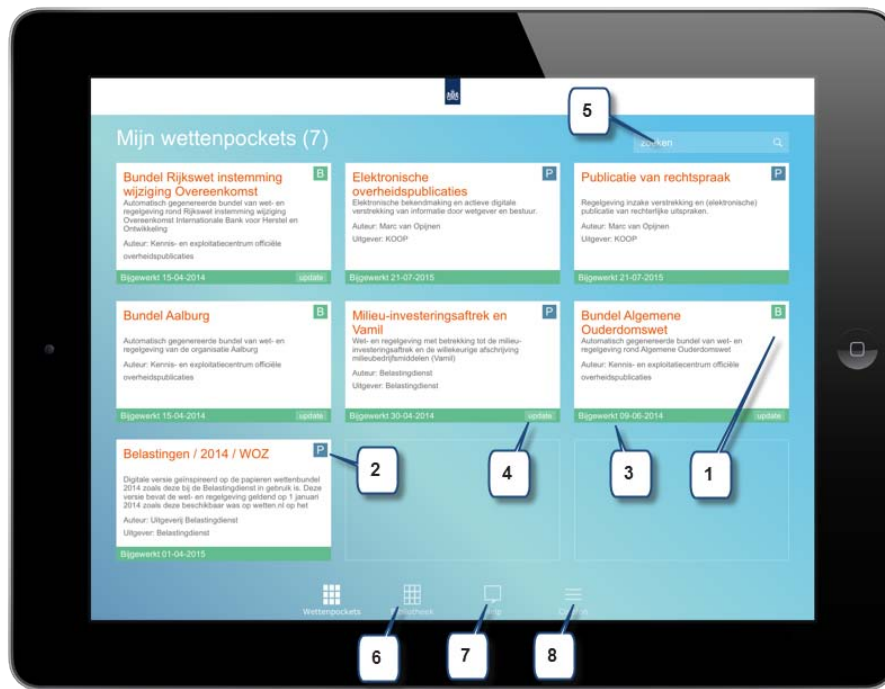 5
Mijn wettenpockets (7)
zoeken
Bundel Rijkswet instemming
wijziging Overeenkomst
B
Automatisch gegenereerde bundel van wet- en
regelgeving rond Rijkswet instemming wijziging
Overeenkomst Internationale Bank voor Herstel en
Ontwikkeling
Auteur: Kennis- en exploitatiecentrum officiële
overheidspublicaties
Bijgewerkt 15-04-2014
update
Elektronische
overheidspublicaties
P
Elektronische bekendmaking en actieve digitale
verstrekking van informatie door wetgever en bestuur.
Auteur: Marc van Opijnen
Uitgever: KOOP
Bijgewerkt 21-07-2015
Publicatie van rechtspraak
P
Regelgeving inzake verstrekking en (elektronische)
publicatie van rechterlijke uitspraken.
Auteur: Marc van Opijnen
Uitgever: KOOP
Bijgewerkt 21-07-2015
Bundel Aalburg
B
Automatisch gegenereerde bundel van wet- en
regelgeving van de organisatie Aalburg
Auteur: Kennis- en exploitatiecentrum officiële
overheidspublicaties
Bijgewerkt 15-04-2014
update
Milieu-investeringsaftrek en
Vamil
P
Wet- en regelgeving met betrekking tot de milieu-
investeringsaftrek en de willekeurige afschrijving
milieubedrijfsmiddelen (Vamil)
Auteur: Belastingdienst
Uitgever: Belastingdienst
Bijgewerkt 30-04-2014
update
Bundel Algemene
Ouderdomswet
B
Automatisch gegenereerde bundel van wet- en
regelgeving rond Algemene Ouderdomswet
Auteur: Kennis- en exploitatiecentrum officiële
overheidspublicaties
Bijgewerkt 09-06-2014
update
Belastingen / 2014 / WOZ
P
Digitale versie geïnspireerd op de papieren wettenbundel
2014 zoals deze bij de Belastingdienst in gebruik is. Deze
versie bevat de wet- en regelgeving geldend op 1 januari
2014 zoals deze beschikbaar was op wetten.nl op het
Auteur: Uitgeverij Belastingdienst
Uitgever: Belastingdienst
Bijgewerkt 01-04-2015
2
4
3
1
Wettenpockets
Bibliotheek
6
7
8